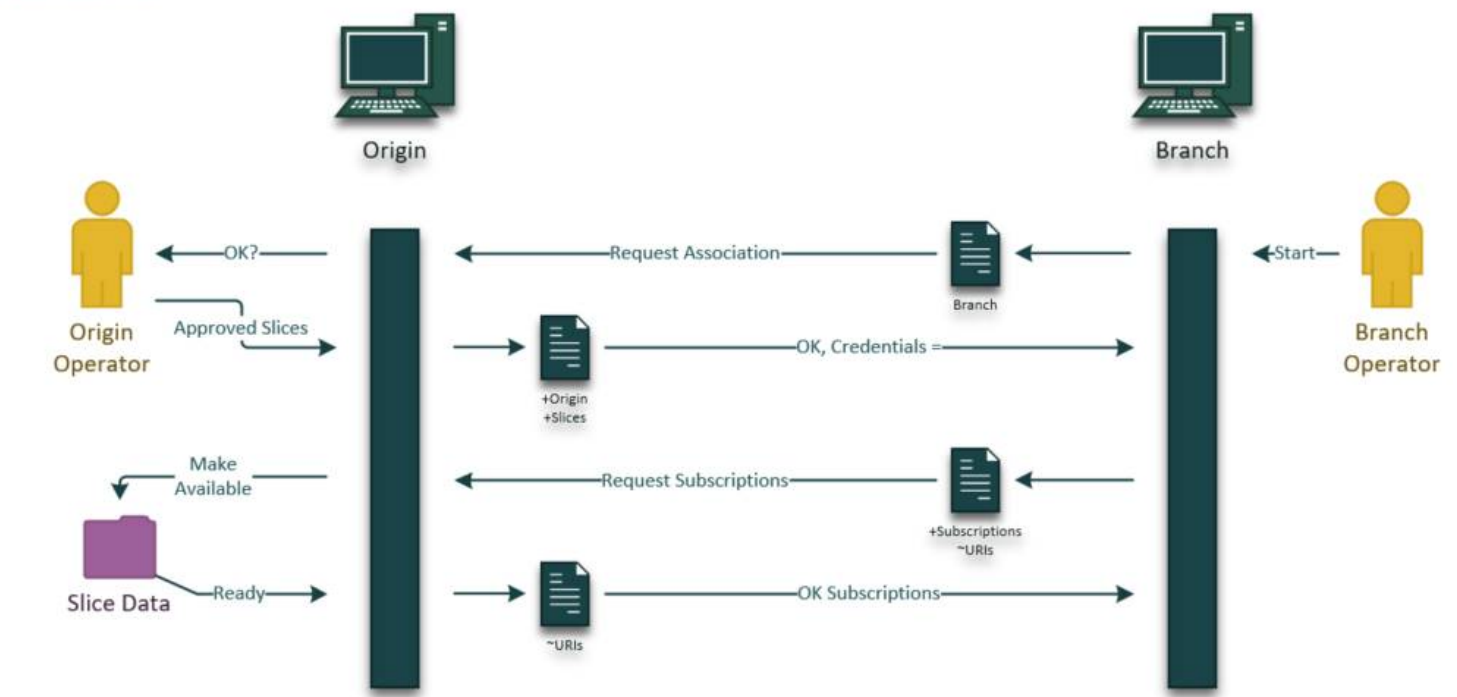 Origin
Branch
OK?
Request Association
Start
Branch
Origin
Operator
Approved Slices
OK, Credentials =
Branch
Operator
+Origin
+Slices
Make
Available
Request Subscriptions
+Subscriptions
~URIs
Slice Data
Ready
OK Subscriptions
~URIs